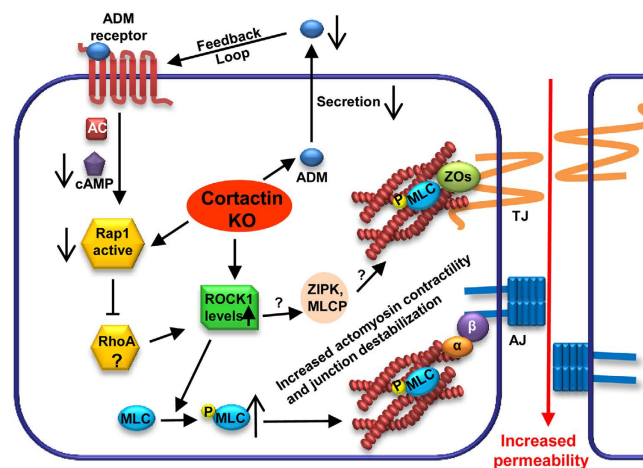 ADM
receptor
Feedback
Loop
Secretion
AC
cAMP
ADM
Cortactin
KO
Rap1
active
RhoA
?
ROCK1
levels
?
ZIPK,
MLCP
?
P
MLC
ZOs
TJ
Increased actomyosin contractility
and junction destabilization
β
α
AJ
P
MLC
MLC
P
MLC
Increased
permeability